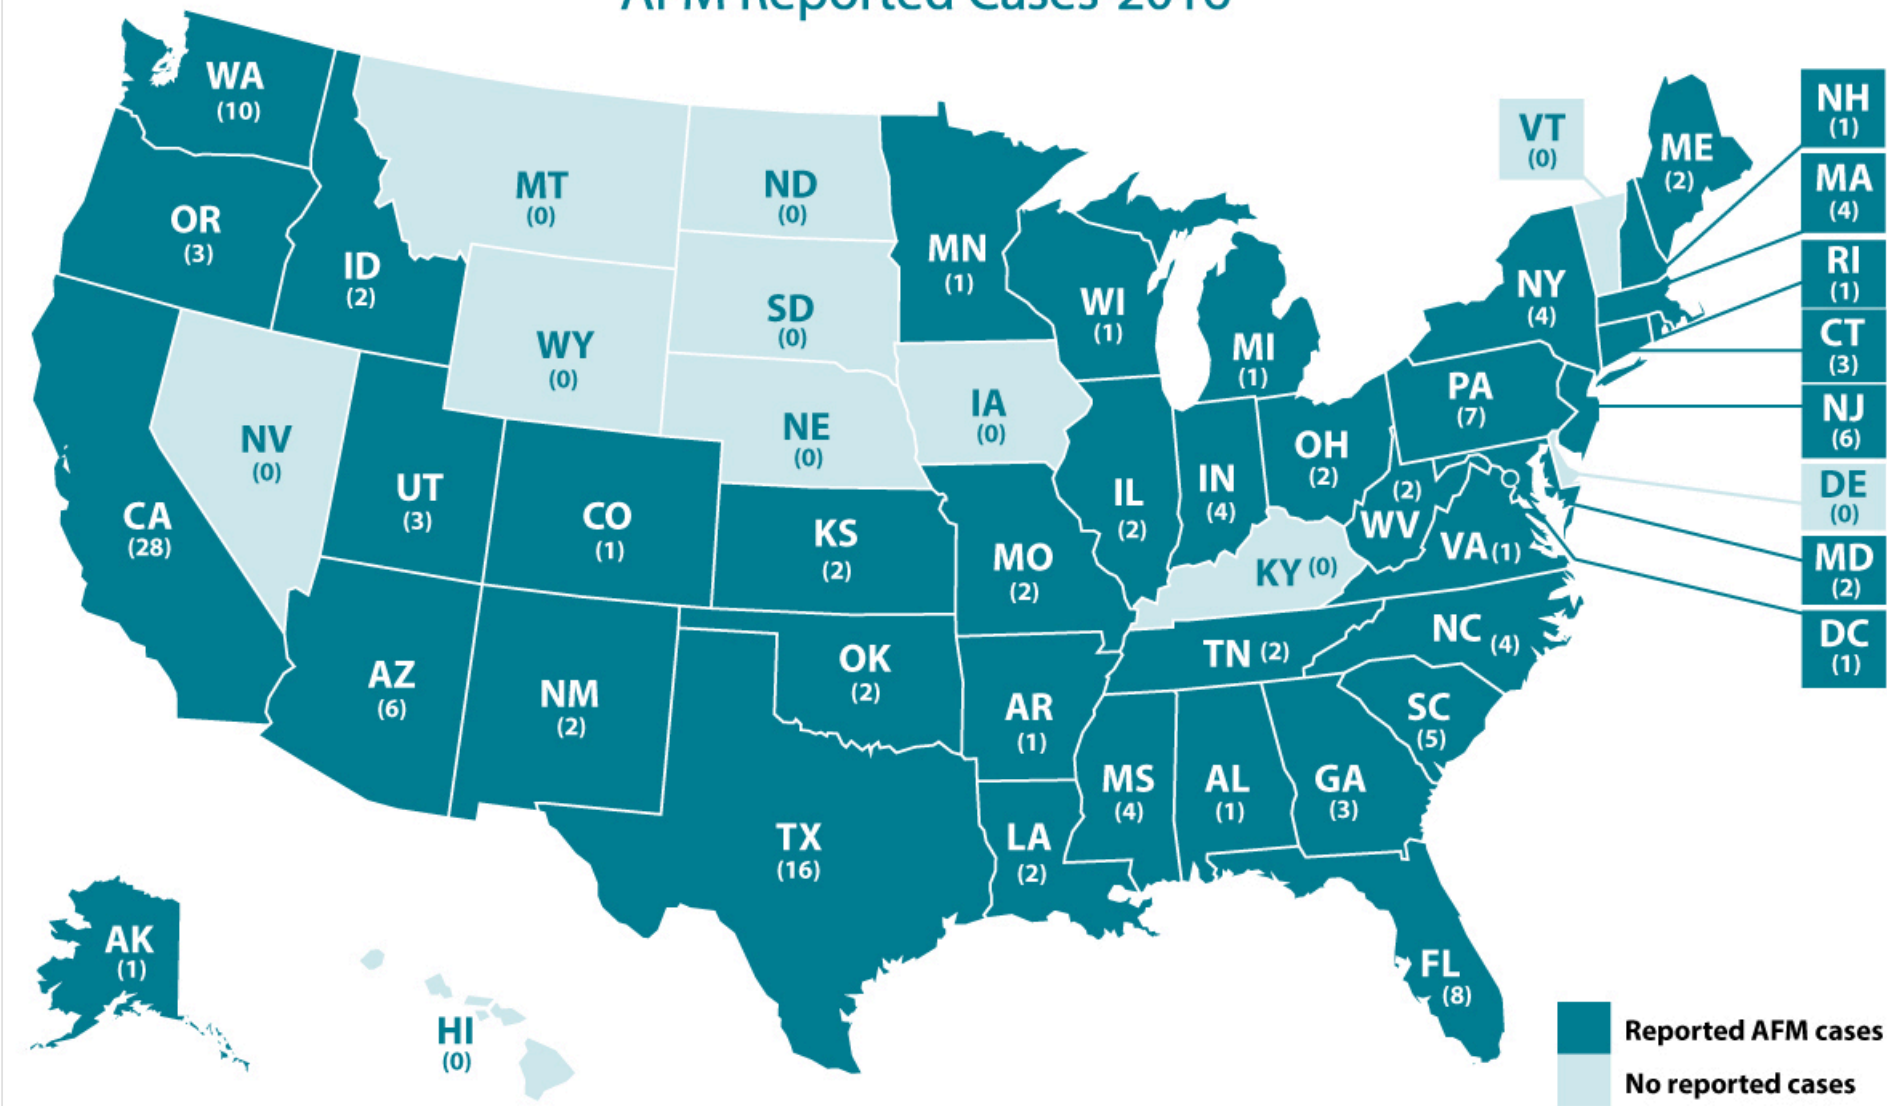 AFM Reported Cases 2016
WA
(10)
OR
(3)
ID
(2)
MT
(0)
ND
(0)
MN
(1)
WI
(1)
MI
(1)
VT
(0)
ME
(2)
NH
(1)
MA
(4)
RI
(1)
CT
(3)
NJ
(6)
DE
(0)
MD
(2)
DC
(1)
NY
(4)
PA
(7)
WY
(0)
SD
(0)
NE
(0)
IA
(0)
NV
(0)
CA
(28)
UT
(3)
CO
(1)
KS
(2)
MO
(2)
IL
(2)
IN
(4)
OH
(2)
(2)
WV
VA (1)
KY (0)
TN (2)
NC (4)
SC
(5)
AZ
(6)
NM
(2)
OK
(2)
AR
(1)
TX
(16)
LA
(2)
MS
(4)
AL
(1)
GA
(3)
FL
(8)
AK
(1)
HI
(0)
Reported AFM cases
No reported cases